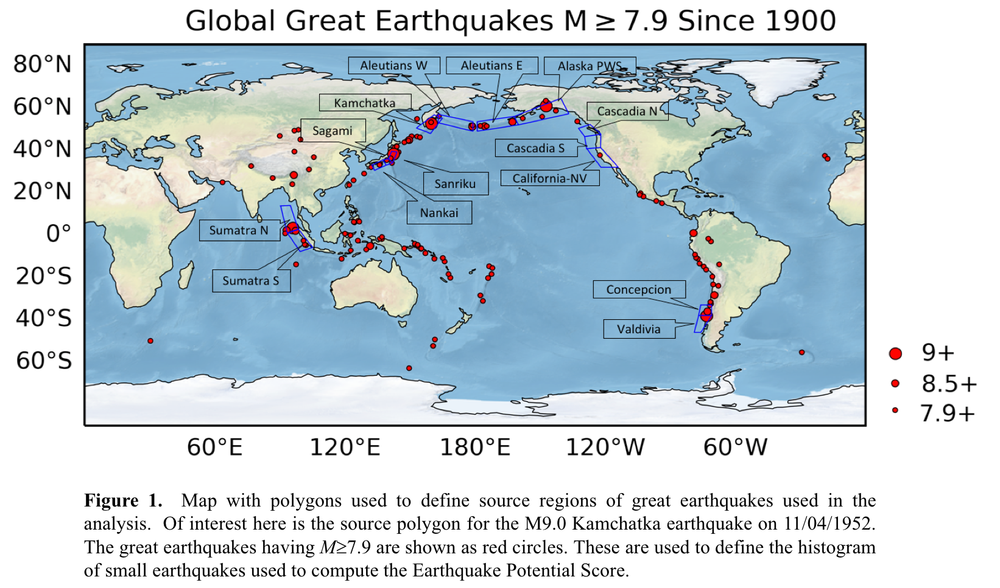 Global Great Earthquakes M ≥ 7.9 Since 1900
80°N
60°N
40°N
20°N
0°
20°S
40°S
60°S
Aleutians W
Aleutians E
Alaska PWS
Kamchatka
Cascadia N
Sagami
Cascadia S
California-NV
Sanriku
Nankai
Sumatra N
Sumatra S
Concepcion
Valdivia
9+
8.5+
7.9+
60°E
120°E
180°E
120°W
60°W
Figure 1. Map with polygons used to define source regions of great earthquakes used in the
analysis. Of interest here is the source polygon for the M9.0 Kamchatka earthquake on 11/04/1952.
The great earthquakes having M≥7.9 are shown as red circles. These are used to define the histogram
of small earthquakes used to compute the Earthquake Potential Score.